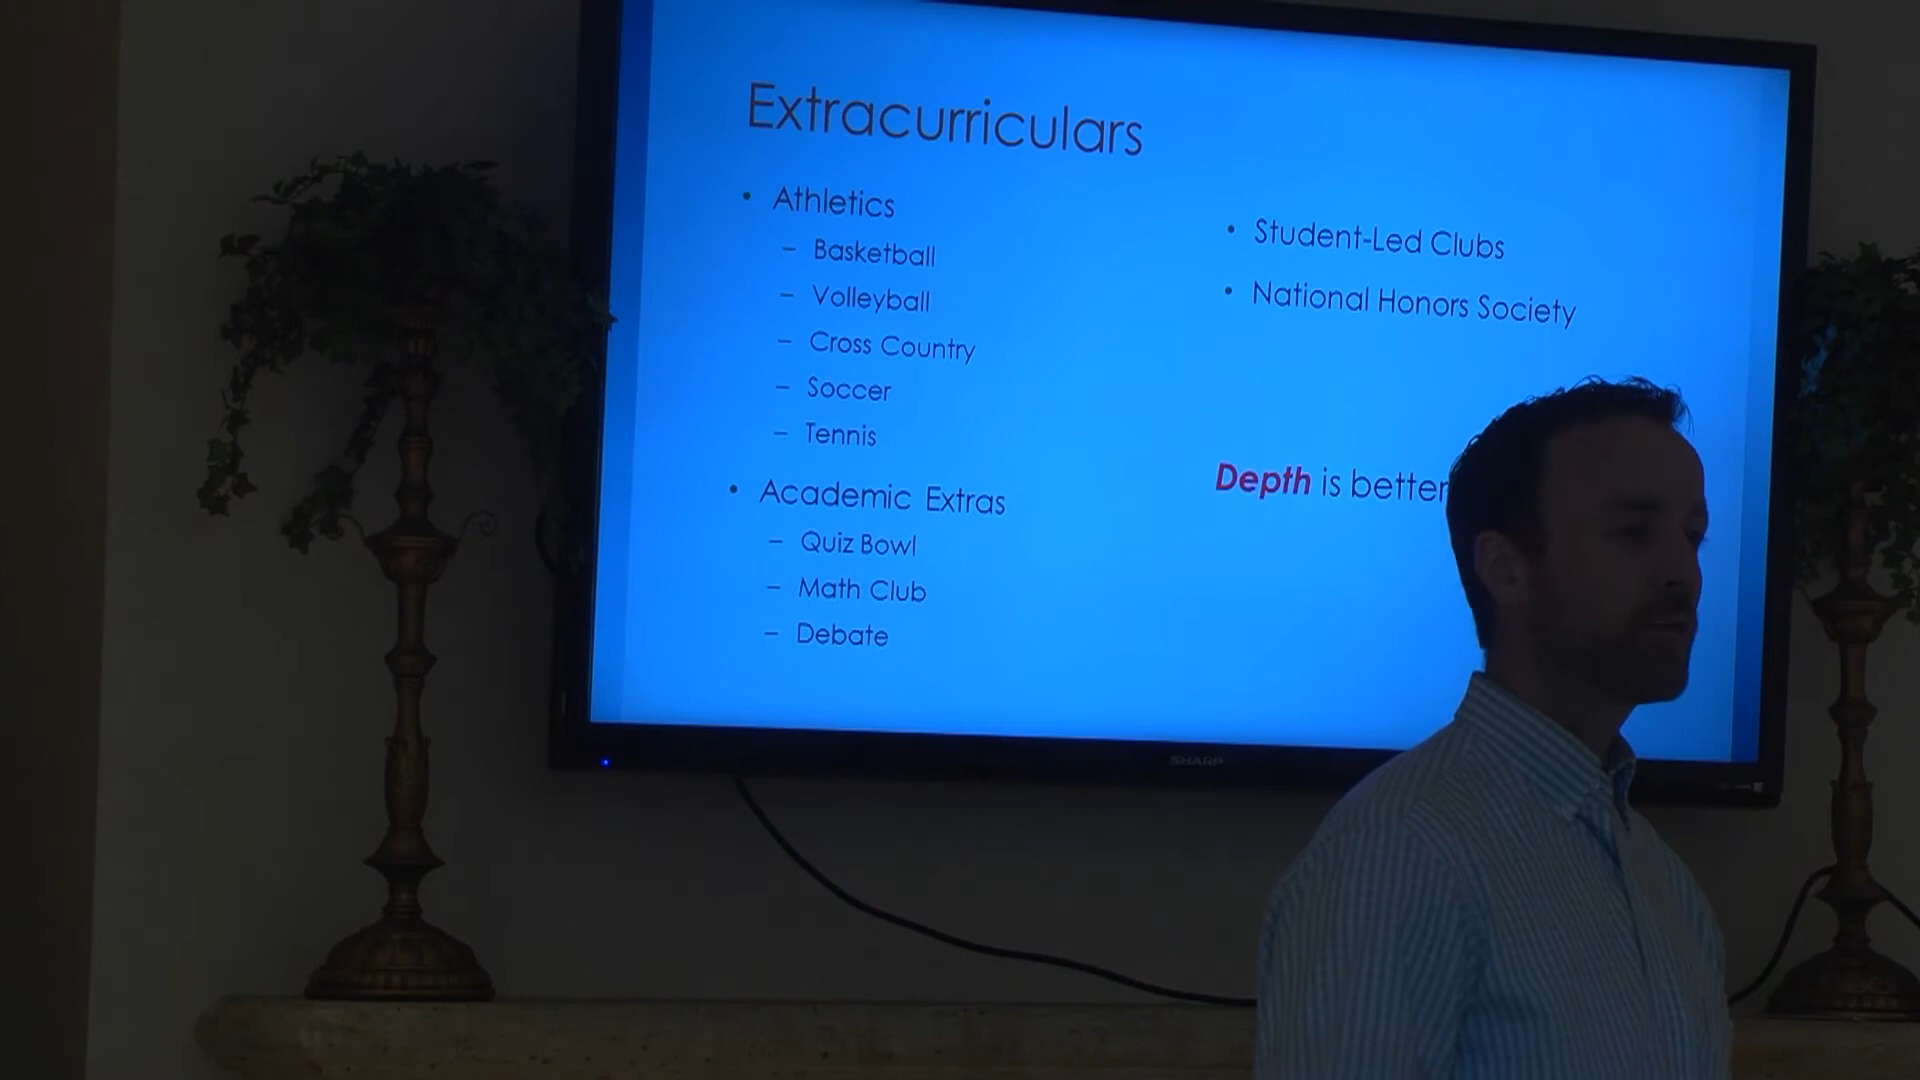 Extracurriculars
• Athletics
– Basketball
– Volleyball
– Cross Country
– Soccer
– Tennis
• Academic Extras
– Quiz Bowl
– Math Club
– Debate
• Student-Led Clubs
• National Honors Society
Depth is better
SHARP